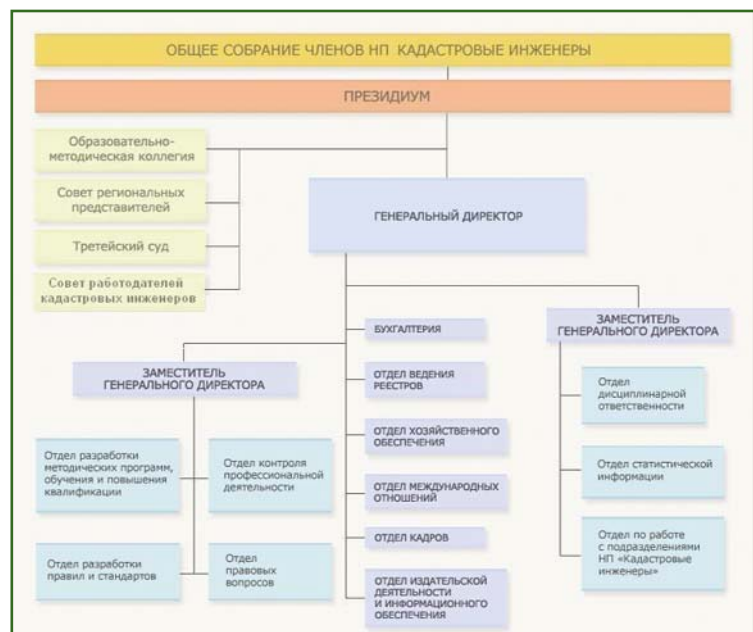 ОБЩЕЕ СОБРАНИЕ ЧЛЕНОВ НП КАДАСТРОВЫЕ ИНЖЕНЕРЫ
ПРЕЗИДИУМ
Образовательно-
методическая коллегия
Совет региональных
представителей
Третейский суд
Совет работодателей
кадастровых инженеров
ГЕНЕРАЛЬНЫЙ ДИРЕКТОР
ЗАМЕСТИТЕЛЬ
ГЕНЕРАЛЬНОГО ДИРЕКТОРА
Отдел разработки
методических программ,
обучения и повышения
квалификации
Отдел контроля
профессиональной
деятельности
Отдел разработки
правил и стандартов
Отдел
правовых
вопросов
БУХГАЛТЕРИЯ
ОТДЕЛ ВЕДЕНИЯ
РЕЕСТРОВ
ОТДЕЛ ХОЗЯЙСТВЕННОГО
ОБЕСПЕЧЕНИЯ
ОТДЕЛ МЕЖДУНАРОДНЫХ
ОТНОШЕНИЙ
ОТДЕЛ КАДРОВ
ОТДЕЛ ИЗДАТЕЛЬСКОЙ
ДЕЯТЕЛЬНОСТИ
И ИНФОРМАЦИОННОГО
ОБЕСПЕЧЕНИЯ
ЗАМЕСТИТЕЛЬ
ГЕНЕРАЛЬНОГО ДИРЕКТОРА
Отдел
дисциплинарной
ответственности
Отдел статистической
информации
Отдел по работе
с подразделениями
НП «Кадастровые
инженеры»